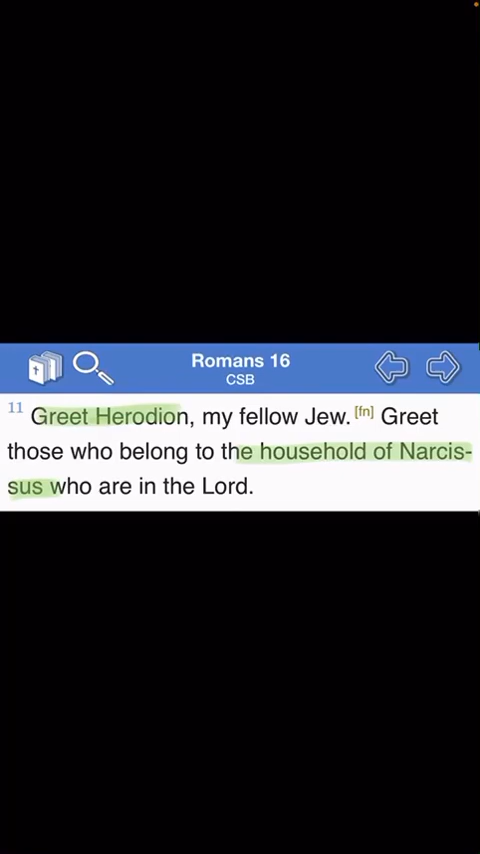 Romans 16
CSB
11 Greet Herodion, my fellow Jew. [fn] Greet
those who belong to the household of Narcis-
sus who are in the Lord.